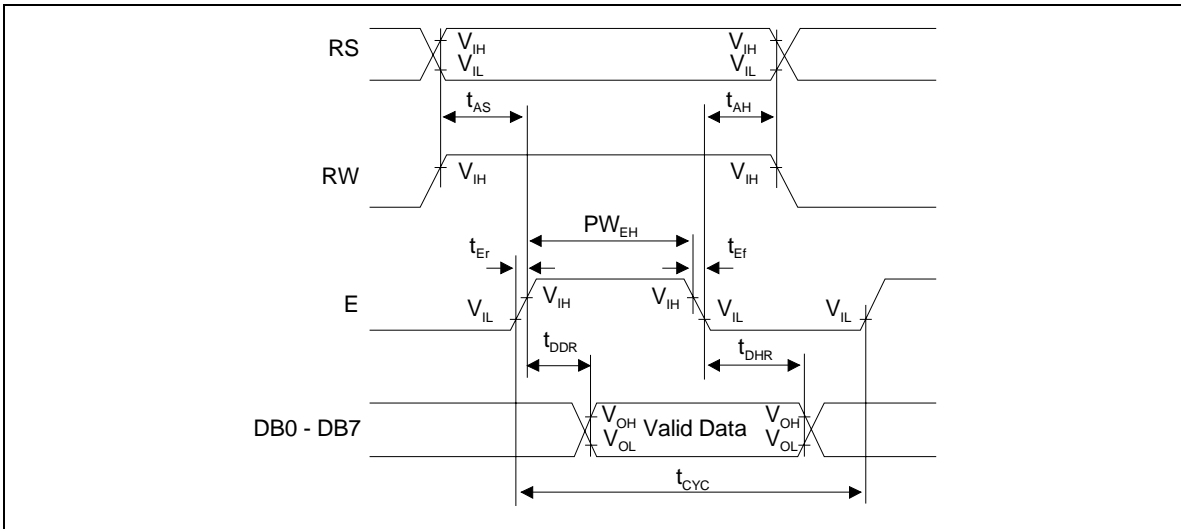 RS
V_IH
V_IL
V_IH
V_IL
t_AS
t_AH
RW
V_IH
V_IH
PW_EH
t_Er
t_Ef
E
V_IL
V_IH
V_IH
V_IL
V_IL
t_DDR
t_DHR
DB0 - DB7
V_OH
V_OL
Valid Data
V_OH
V_OL
t_CYC